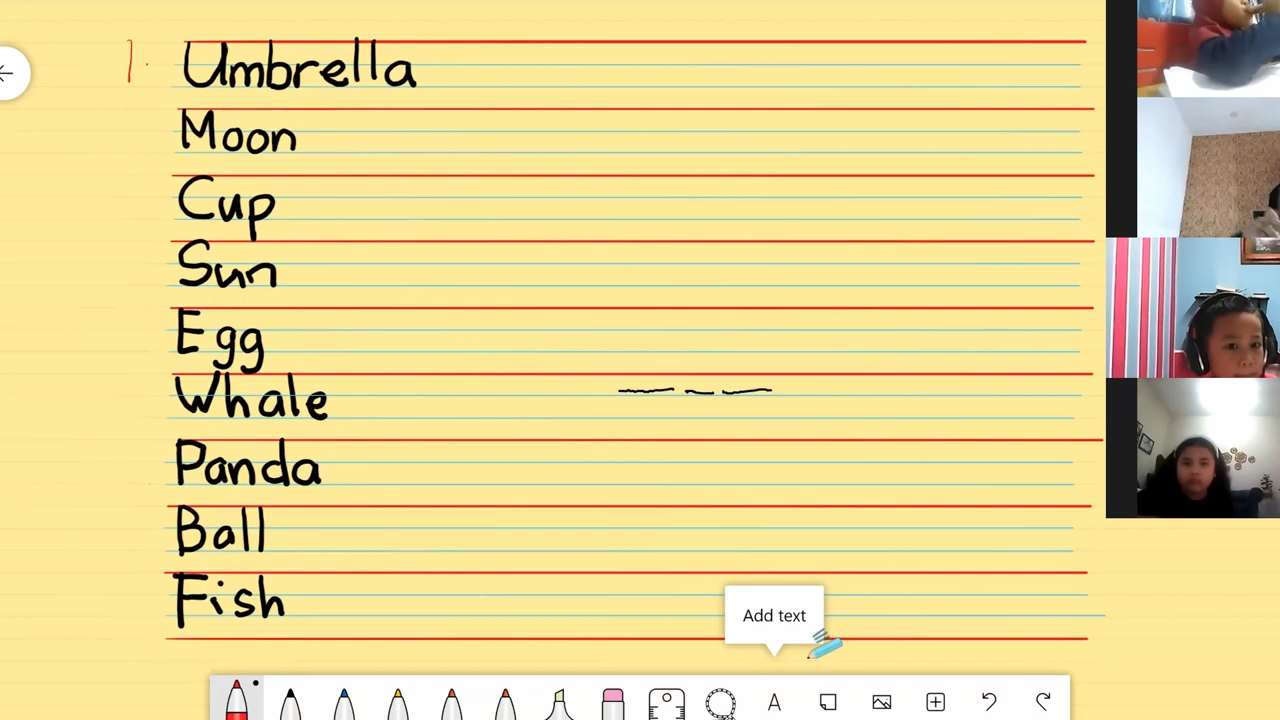 1. Umbrella
Moon
Cup
Sun
Egg
Whale
Panda
Ball
Fish
Add text
A